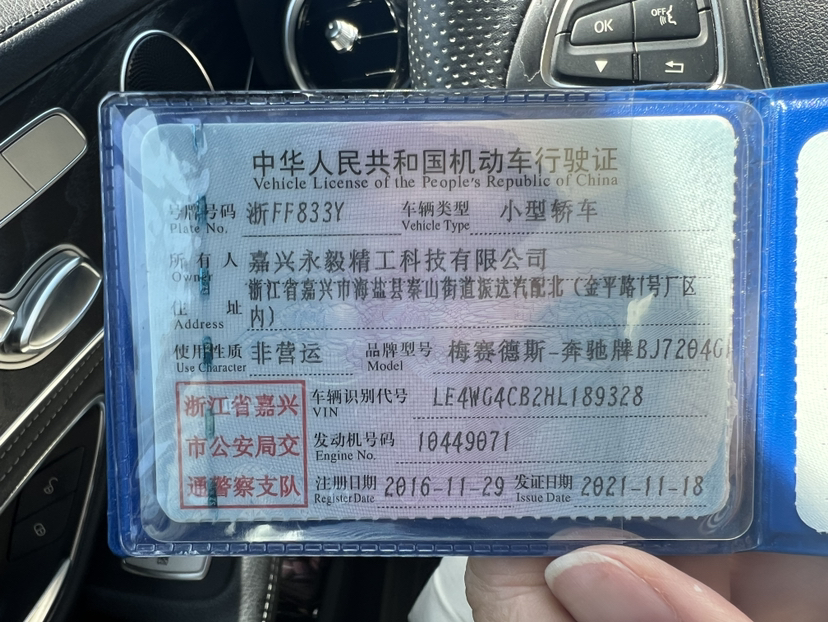 OK
OFF
中华人民共和国机动车行驶证
Vehicle License of the People's Republic of China
号牌号码 浙FF833Y 车辆类型 小型轿车
Plate No. Vehicle Type
所有人 嘉兴永毅精工科技有限公司
Owner
浙江省嘉兴市海盐县秦山街道振达汽配北(金平路1号厂区
住址 内)
Address
使用性质 非营运 品牌型号 梅赛德斯-奔驰牌BJ7204G
Use Character Model
浙江省嘉兴
市公安局交
通警察支队
车辆识别代号 LE4WG4CB2HL189328
VIN
发动机号码 10449071
Engine No.
注册日期 2016-11-29 发证日期 2021-11-18
Register Date Issue Date